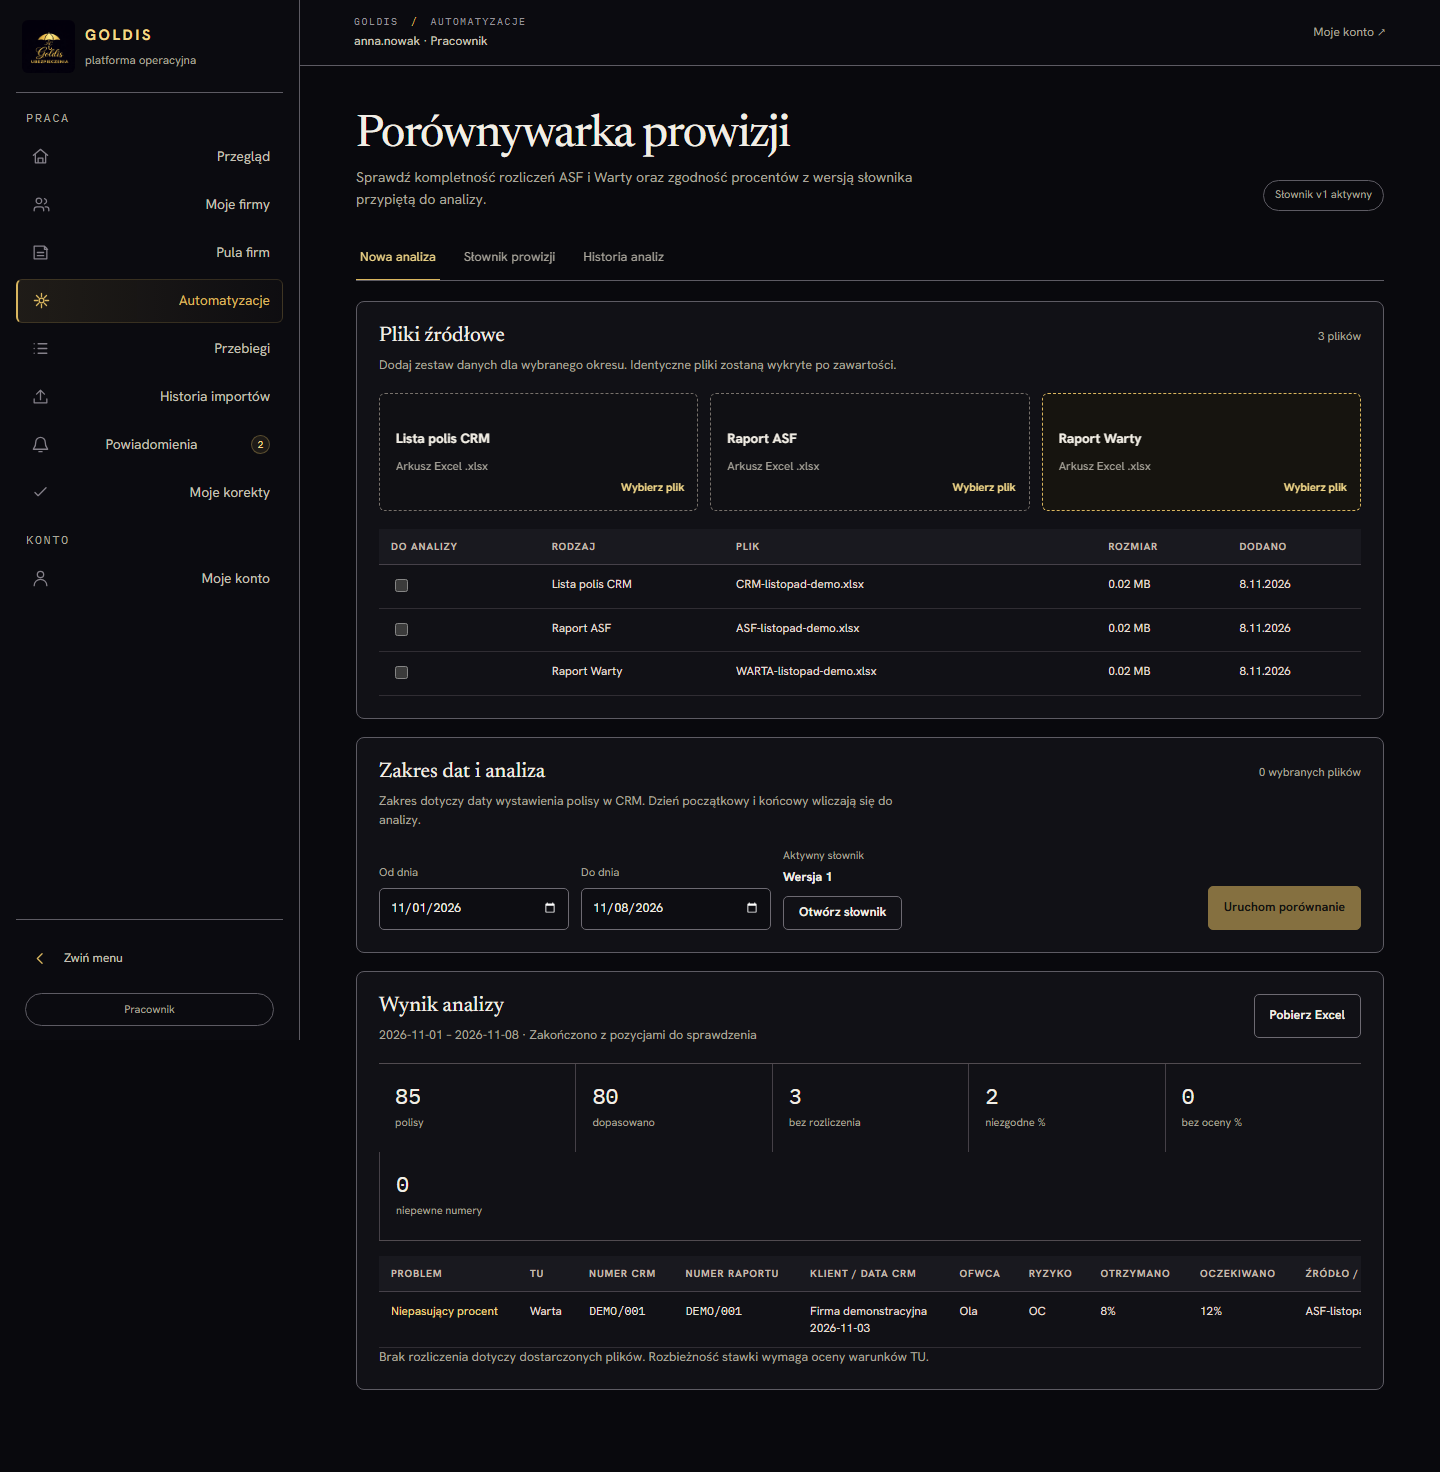 Goldis
UBEZPIECZENIA
GOLDIS
platforma operacyjna
PRACA
Przegląd
Moje firmy
Pula firm
Automatyzacje
Przebiegi
Historia importów
Powiadomienia 2
Moje korekty
KONTO
Moje konto
Zwiń menu
Pracownik
GOLDIS / AUTOMATYZACJE
anna.nowak · Pracownik
Moje konto ↗
Porównywarka prowizji
Sprawdź kompletność rozliczeń ASF i Warty oraz zgodność procentów z wersją słownika
przypiętą do analizy.
Słownik v1 aktywny
Nowa analiza Słownik prowizji Historia analiz
Pliki źródłowe
3 plików
Dodaj zestaw danych dla wybranego okresu. Identyczne pliki zostaną wykryte po zawartości.
Lista polis CRM
Arkusz Excel .xlsx
Wybierz plik
Raport ASF
Arkusz Excel .xlsx
Wybierz plik
Raport Warty
Arkusz Excel .xlsx
Wybierz plik
DO ANALIZY RODZAJ PLIK ROZMIAR DODANO
Lista polis CRM CRM-listopad-demo.xlsx 0.02 MB 8.11.2026
Raport ASF ASF-listopad-demo.xlsx 0.02 MB 8.11.2026
Raport Warty WARTA-listopad-demo.xlsx 0.02 MB 8.11.2026
Zakres dat i analiza
0 wybranych plików
Zakres dotyczy daty wystawienia polisy w CRM. Dzień początkowy i końcowy wliczają się do
analizy.
Od dnia
11/01/2026
Do dnia
11/08/2026
Aktywny słownik
Wersja 1
Otwórz słownik
Uruchom porównanie
Wynik analizy
2026-11-01 – 2026-11-08 · Zakończono z pozycjami do sprawdzenia
Pobierz Excel
85
polisy
80
dopasowano
3
bez rozliczenia
2
niezgodne %
0
bez oceny %
0
niepewne numery
PROBLEM TU NUMER CRM NUMER RAPORTU KLIENT / DATA CRM OFWCA RYZYKO OTRZYMANO OCZEKIWANO ŹRÓDŁO /
Niepasujący procent Warta DEMO/001 DEMO/001 Firma demonstracyjna Ola OC 8% 12% ASF-listopa
2026-11-03
Brak rozliczenia dotyczy dostarczonych plików. Rozbieżność stawki wymaga oceny warunków TU.